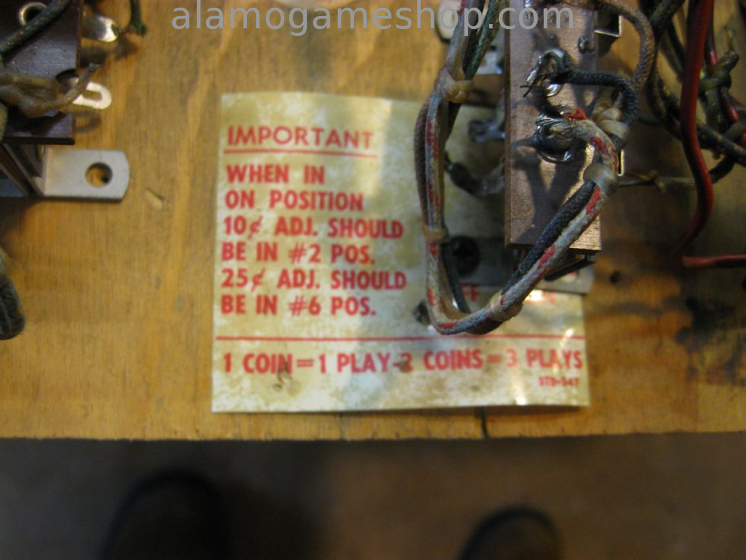 alamogameshop.com
IMPORTANT
WHEN IN
ON POSITION
10¢ ADJ. SHOULD
BE IN #2 POS.
25¢ ADJ. SHOULD
BE IN #6 POS.
1 COIN=1 PLAY-2 COINS=3 PLAYS